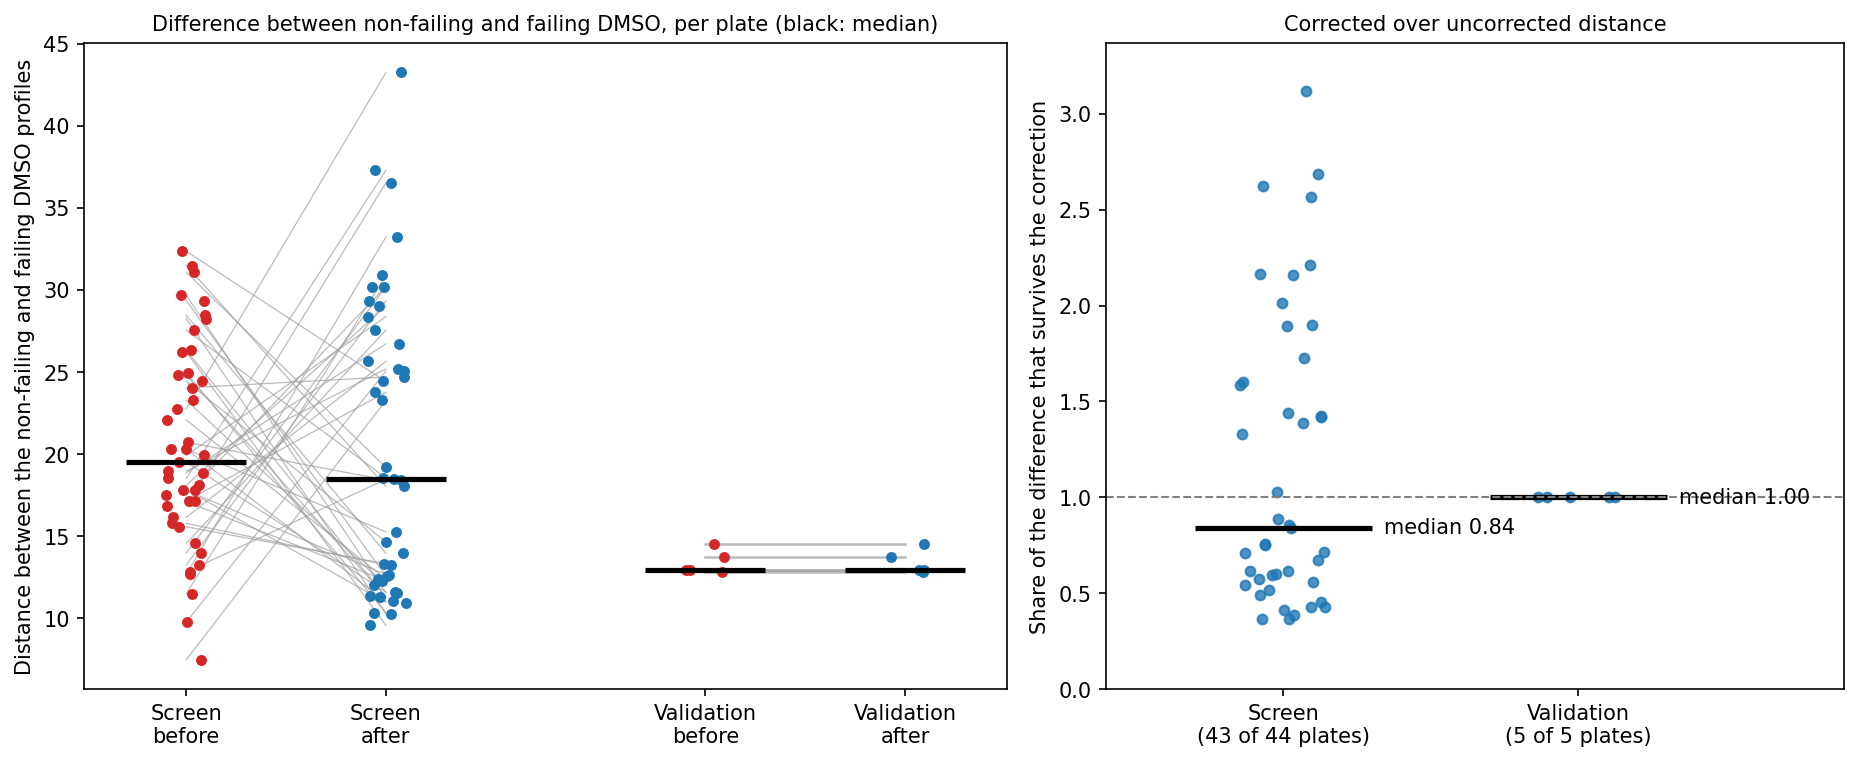 Difference between non-failing and failing DMSO, per plate (black: median)
Distance between the non-failing and failing DMSO profiles
45
40
35
30
25
20
15
10
Screen
before
Screen
after
Validation
before
Validation
after
Corrected over uncorrected distance
Share of the difference that survives the correction
3.0
2.5
2.0
1.5
1.0
0.5
0.0
median 1.00
median 0.84
Screen
(43 of 44 plates)
Validation
(5 of 5 plates)